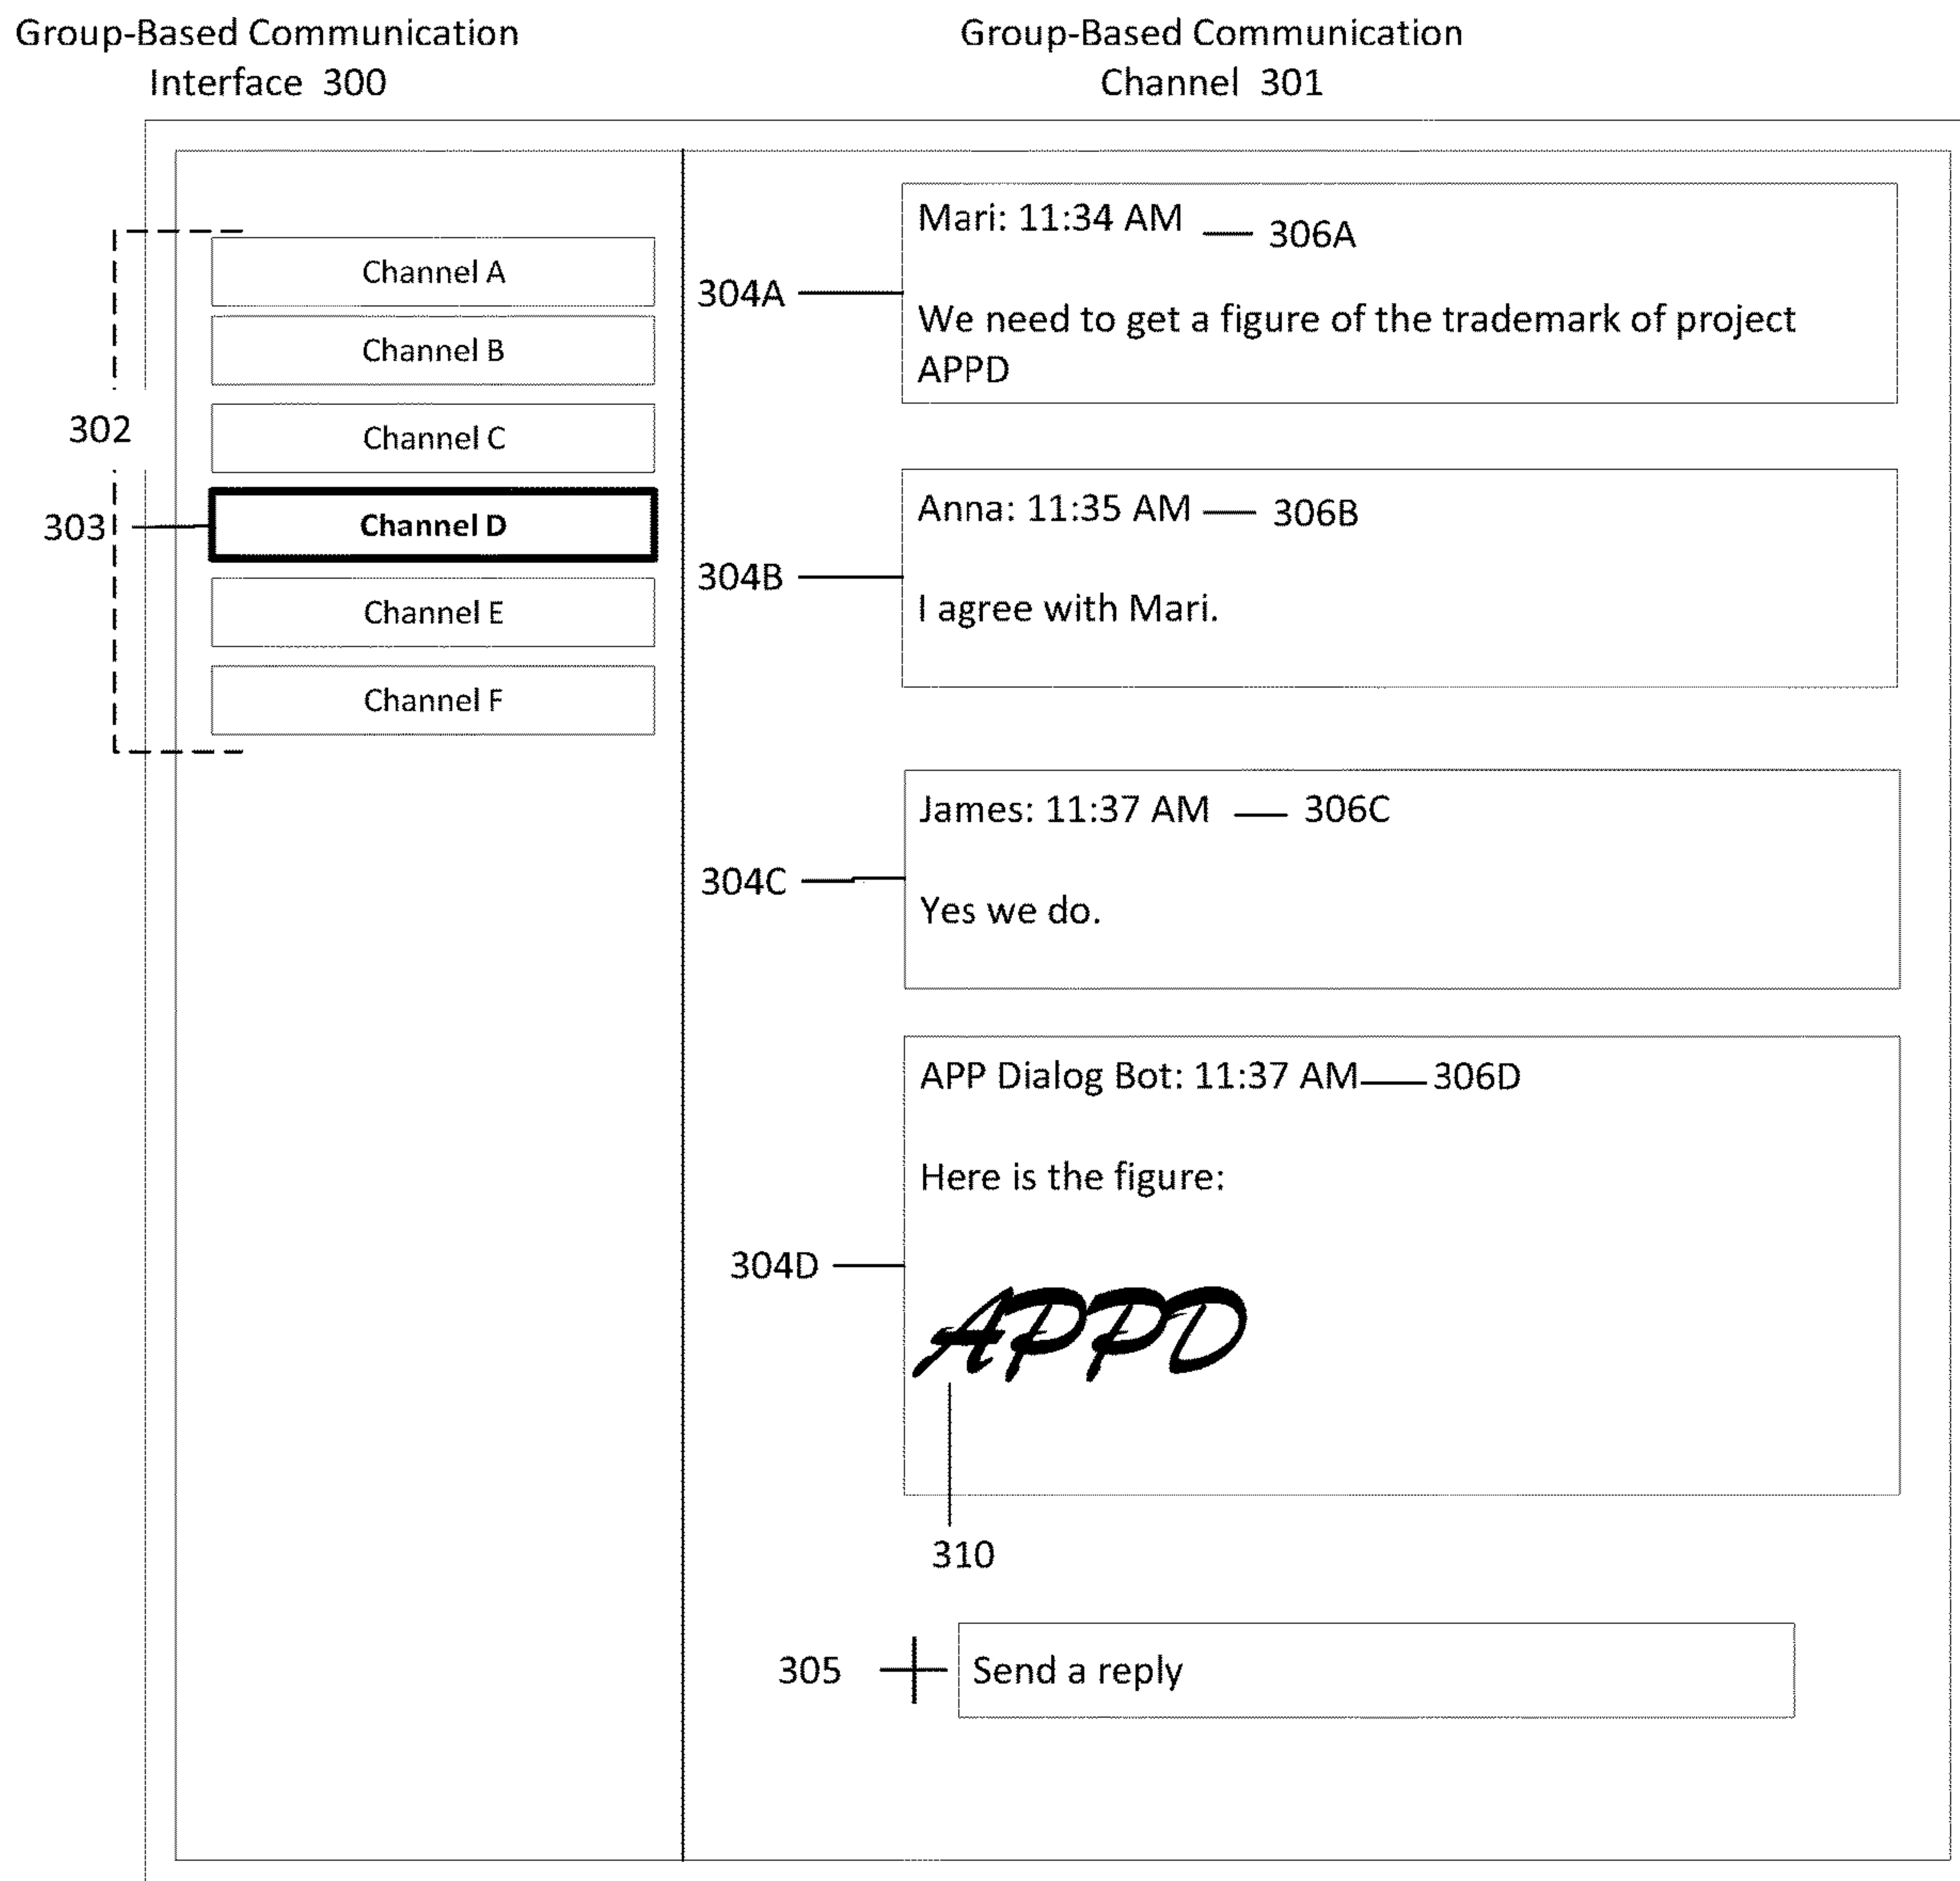 Group-Based Communication
Interface 300
Group-Based Communication
Channel 301
302
303
Channel A
Channel B
Channel C
Channel D
Channel E
Channel F
304A
Mari: 11:34 AM 306A
We need to get a figure of the trademark of project
APPD
304B
Anna: 11:35 AM 306B
I agree with Mari.
304C
James: 11:37 AM 306C
Yes we do.
304D
APP Dialog Bot: 11:37 AM 306D
Here is the figure:
APPD
310
305
Send a reply